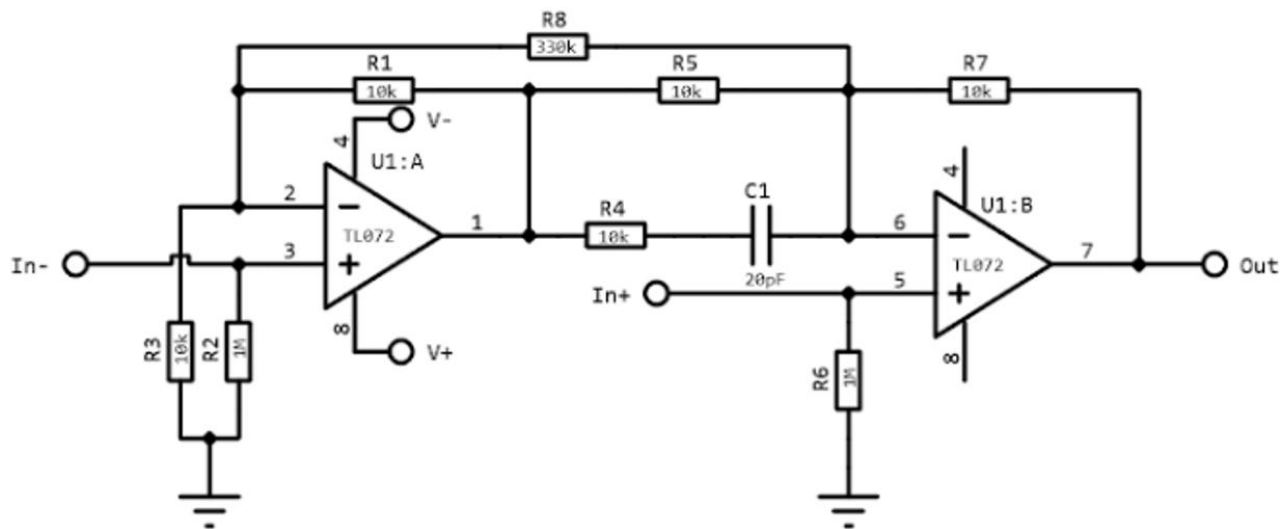 R8
330k
R1
10k
R5
10k
R7
10k
V-
4
U1:A
2
TL072
3
1
8
V+
In-
R3
10k
R2
1M
R4
10k
C1
20pF
In+
4
U1:B
6
TL072
5
7
8
Out
R6
1M